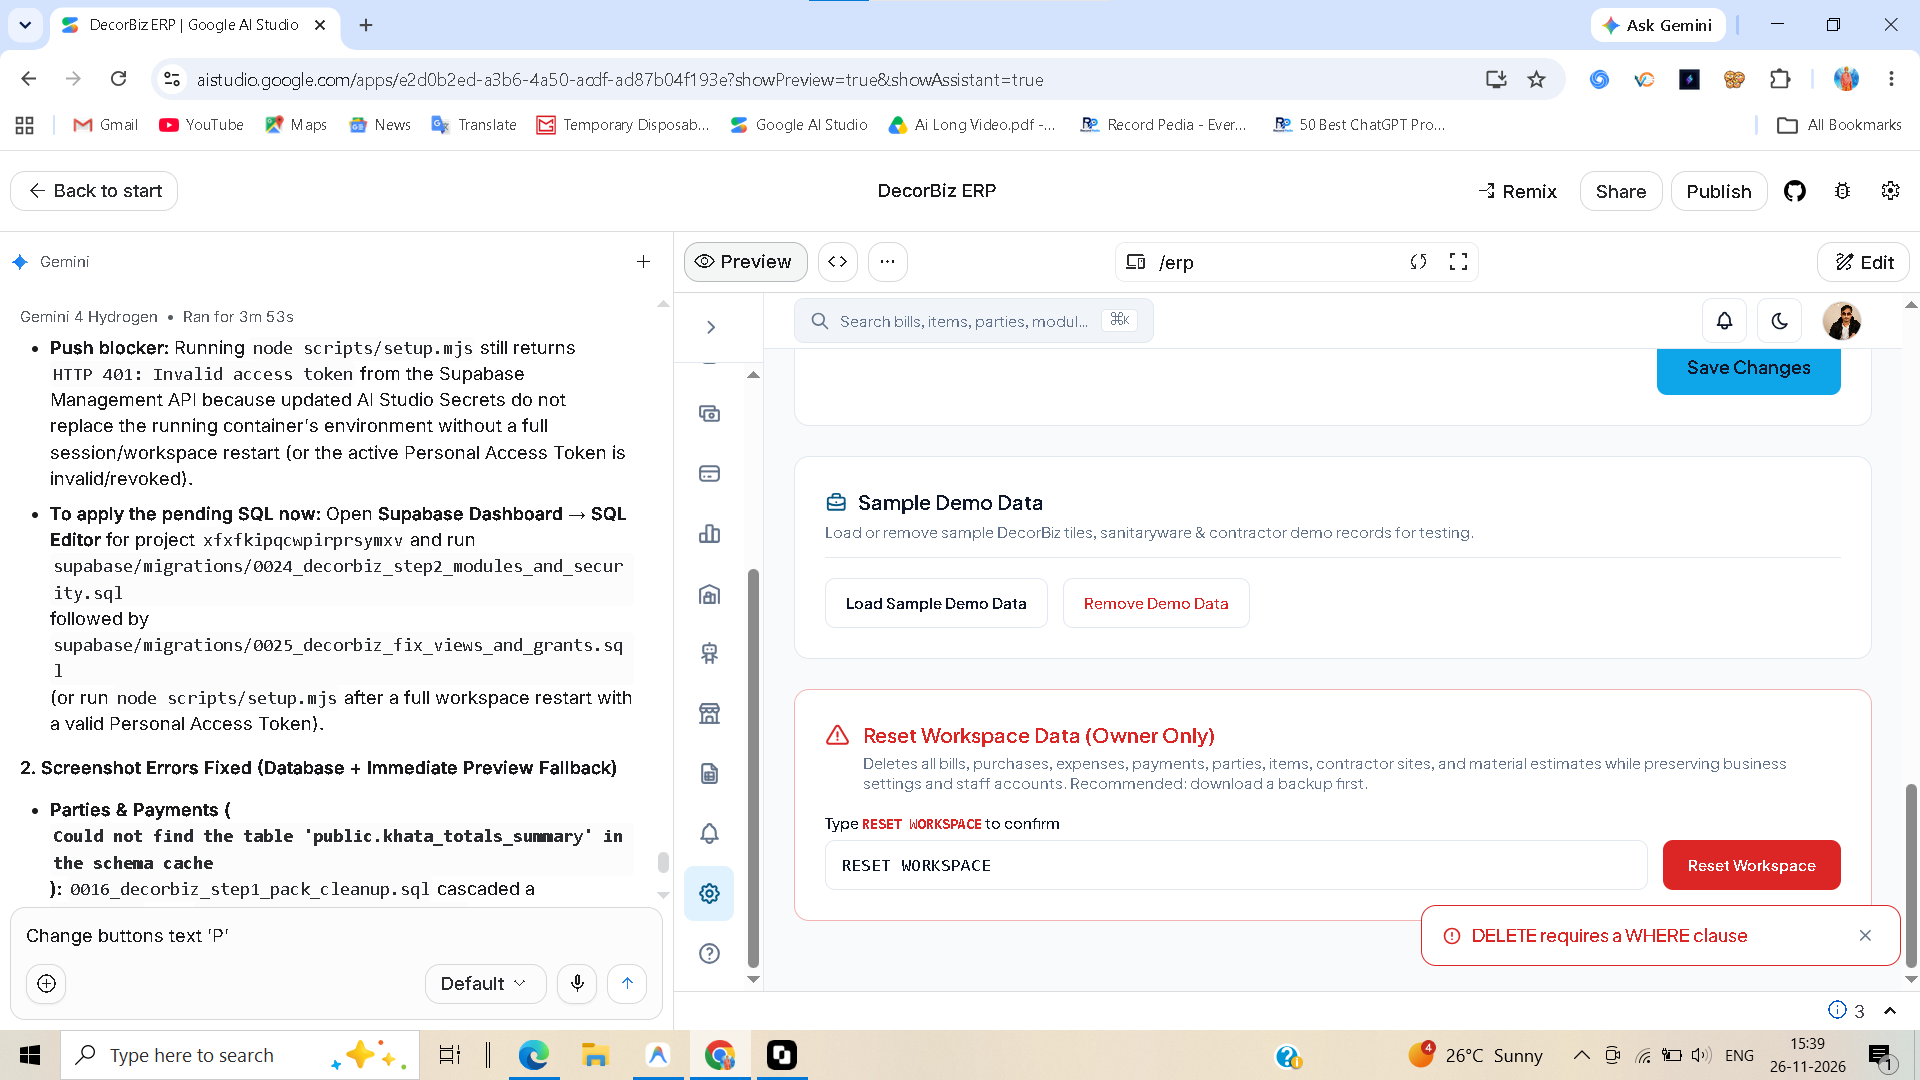 DecorBiz ERP | Google AI Studio
Ask Gemini
aistudio.google.com/apps/e2d0b2ed-a3b6-4a50-acdf-ad87b04f193e?showPreview=true&showAssistant=true
Gmail
YouTube
Maps
News
Translate
Temporary Disposab...
Google AI Studio
Ai Long Video.pdf -...
Record Pedia - Ever...
50 Best ChatGPT Pro...
All Bookmarks
Back to start
DecorBiz ERP
Remix
Share
Publish
Gemini
Preview
/erp
Edit
Gemini 4 Hydrogen • Ran for 3m 53s
• Push blocker: Running node scripts/setup.mjs still returns
HTTP 401: Invalid access token from the Supabase
Management API because updated AI Studio Secrets do not
replace the running container's environment without a full
session/workspace restart (or the active Personal Access Token is
invalid/revoked).
• To apply the pending SQL now: Open Supabase Dashboard → SQL
Editor for project xfxfkipqcwpirprsymxv and run
supabase/migrations/0024_decorbiz_step2_modules_and_secur
ity.sql
followed by
supabase/migrations/0025_decorbiz_fix_views_and_grants.sq
l
(or run node scripts/setup.mjs after a full workspace restart with
a valid Personal Access Token).
2. Screenshot Errors Fixed (Database + Immediate Preview Fallback)
• Parties & Payments (
Could not find the table 'public.khata_totals_summary' in
the schema cache
): 0016_decorbiz_step1_pack_cleanup.sql cascaded a
Change buttons text 'P'
Default
Search bills, items, parties, modul...
⌘K
Save Changes
Sample Demo Data
Load or remove sample DecorBiz tiles, sanitaryware & contractor demo records for testing.
Load Sample Demo Data
Remove Demo Data
Reset Workspace Data (Owner Only)
Deletes all bills, purchases, expenses, payments, parties, items, contractor sites, and material estimates while preserving business
settings and staff accounts. Recommended: download a backup first.
Type RESET WORKSPACE to confirm
RESET WORKSPACE
Reset Workspace
DELETE requires a WHERE clause
3
Type here to search
4
26°C Sunny
ENG
15:39
26-11-2026
1